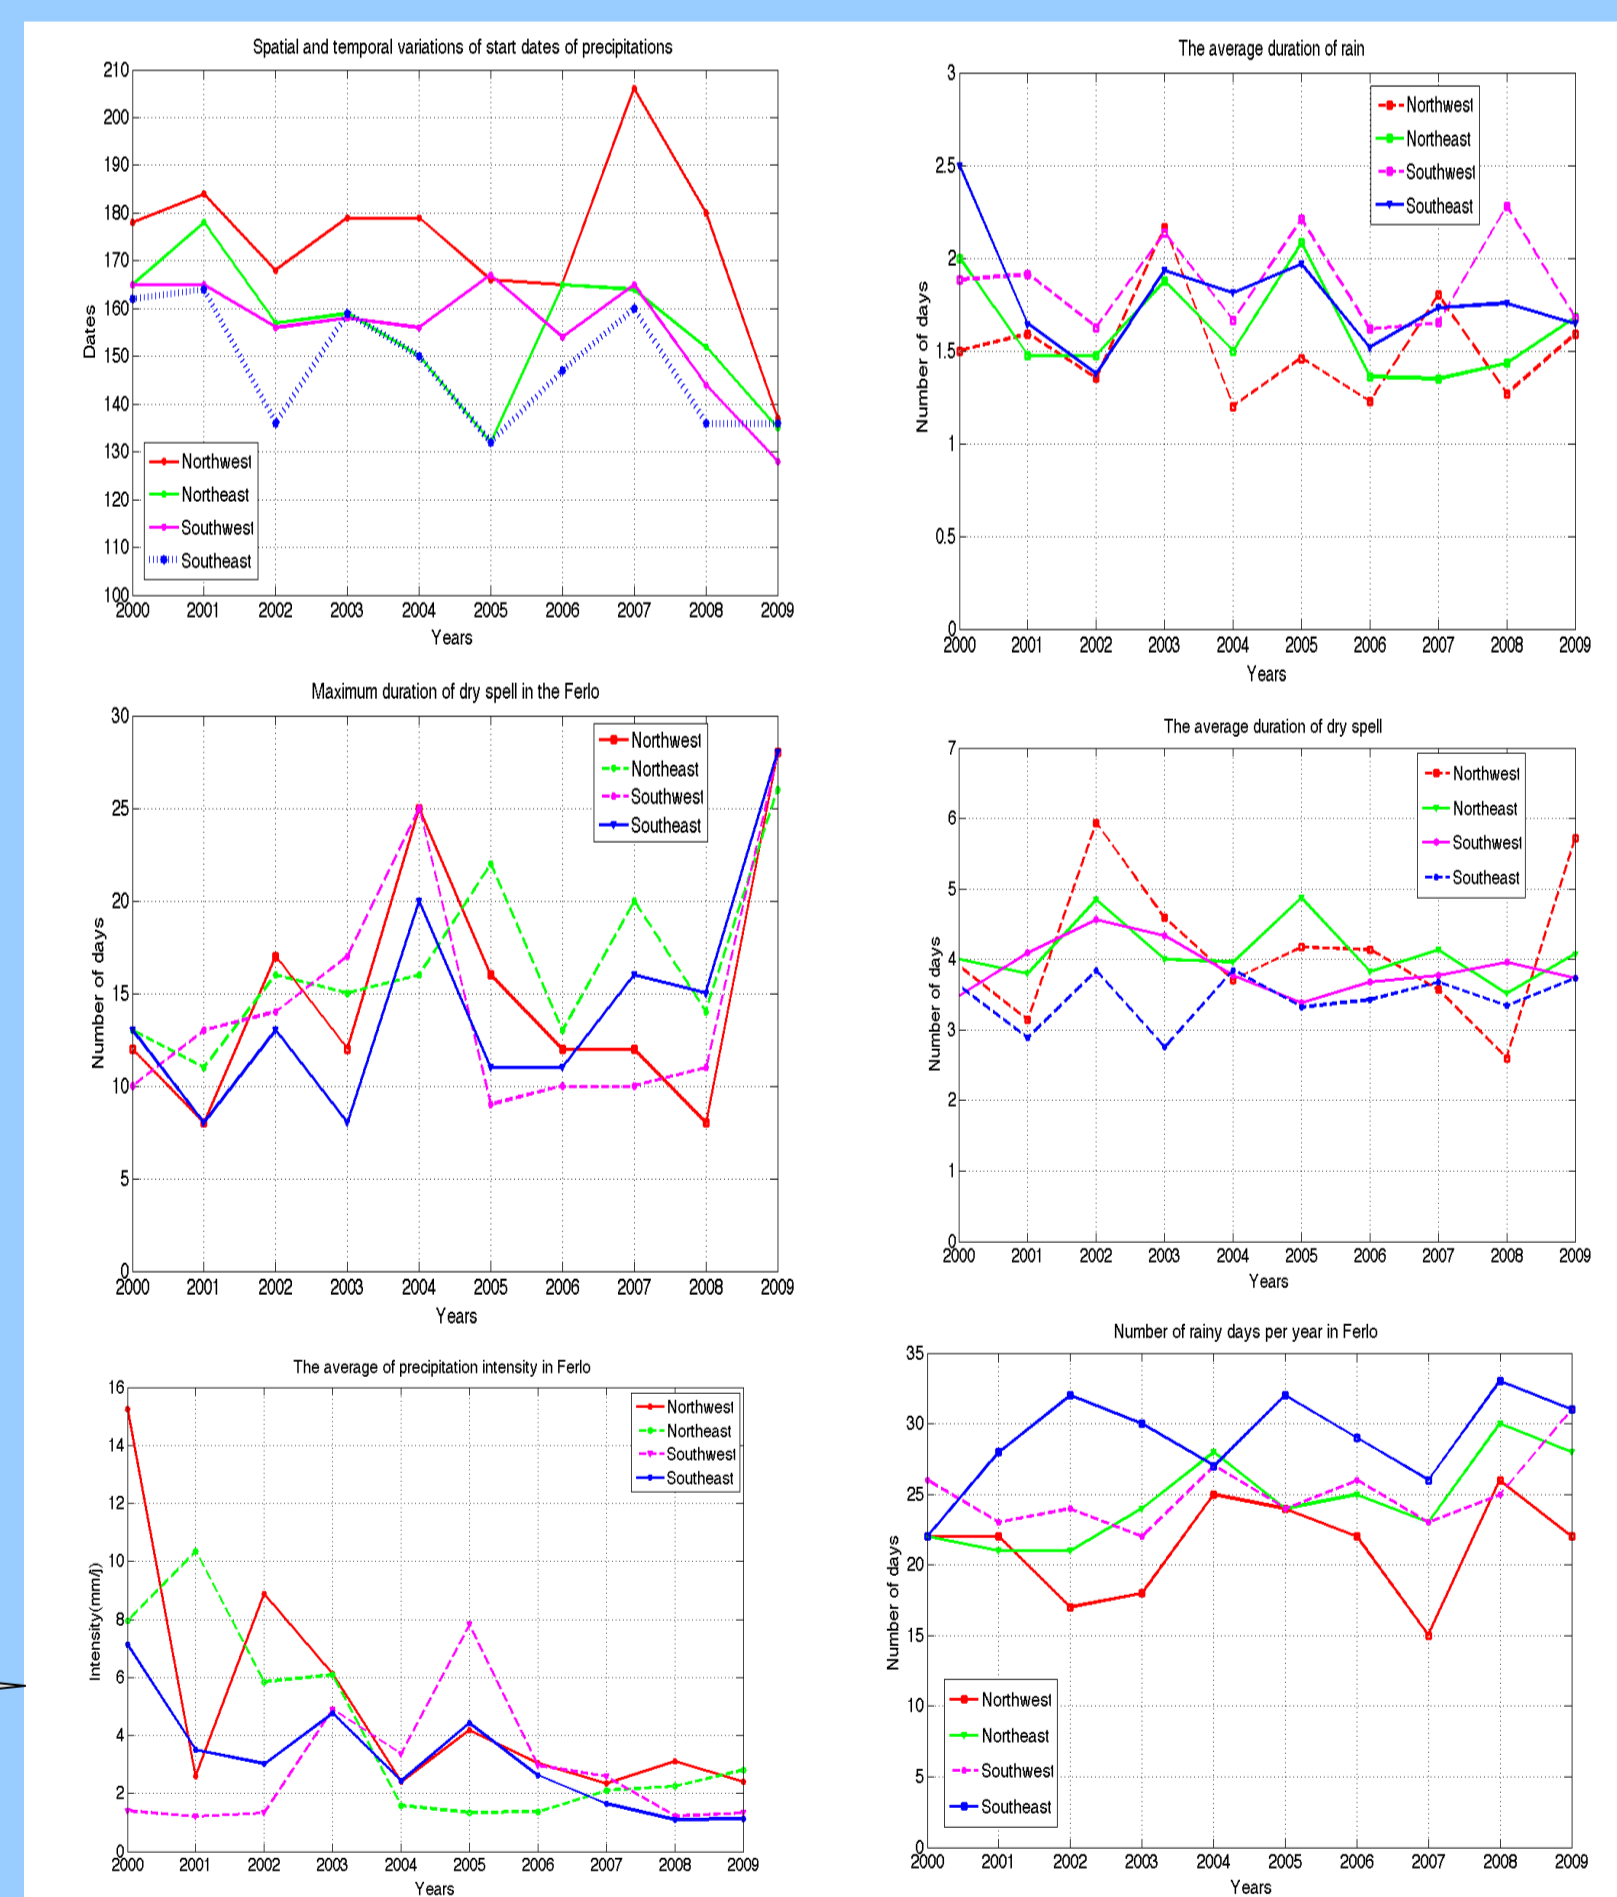 Spatial and temporal variations of start dates of precipitations
210
200
190
180
170
160
150
140
130
120
110
100
Dates
Northwest
Northeast
Southwest
Southeast
2000 2001 2002 2003 2004 2005 2006 2007 2008 2009
Years
The average duration of rain
3
2.5
2
1.5
1
0.5
0
Number of days
Northwest
Northeast
Southwest
Southeast
2000 2001 2002 2003 2004 2005 2006 2007 2008 2009
Years
Maximum duration of dry spell in the Ferlo
30
25
20
15
10
5
0
Number of days
Northwest
Northeast
Southwest
Southeast
2000 2001 2002 2003 2004 2005 2006 2007 2008 2009
Years
The average duration of dry spell
7
6
5
4
3
2
1
0
Number of days
Northwest
Northeast
Southwest
Southeast
2000 2001 2002 2003 2004 2005 2006 2007 2008 2009
Years
The average of precipitation intensity in Ferlo
16
14
12
10
8
6
4
2
0
Intensity(mm/j)
Northwest
Northeast
Southwest
Southeast
2000 2001 2002 2003 2004 2005 2006 2007 2008 2009
Years
Number of rainy days per year in Ferlo
35
30
25
20
15
10
5
0
Number of days
Northwest
Northeast
Southwest
Southeast
2000 2001 2002 2003 2004 2005 2006 2007 2008 2009
Years